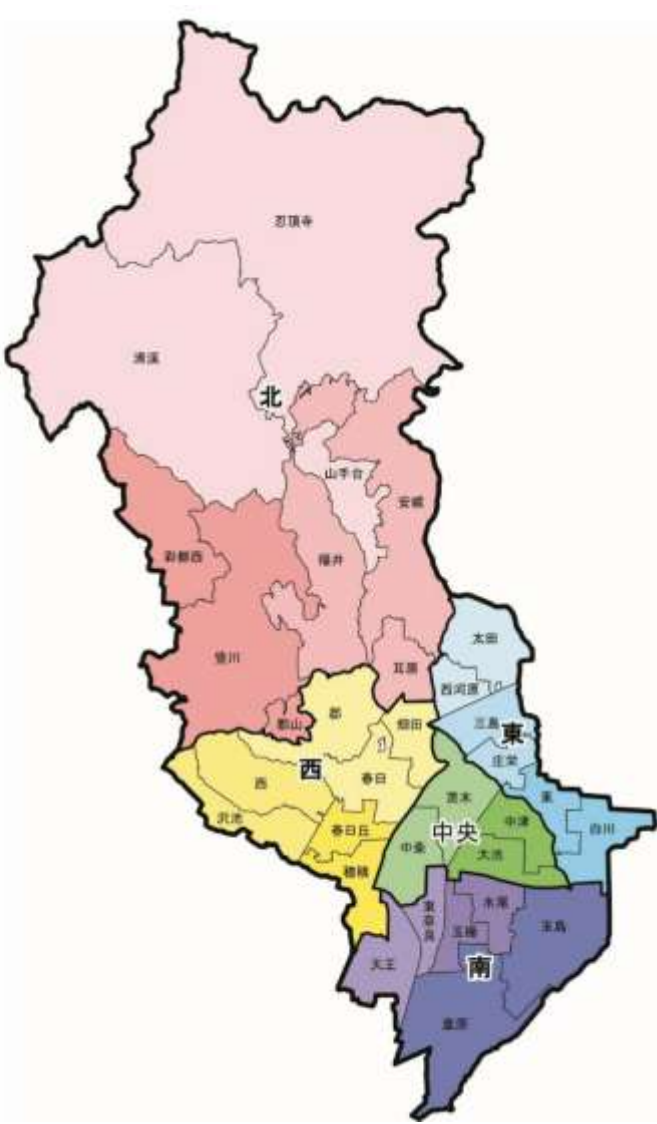 忍頂寺
清溪
北
山手台
安威
彩都西
福井
豊川
耳原
郡山
太田
西河原
三島
東
庄栄
東
白川
郡
畑田
西
西
春日
沢池
春日丘
穂積
茨木
中央
中津
中条
大池
東奈良
水尾
玉櫛
玉島
天王
南
葦原